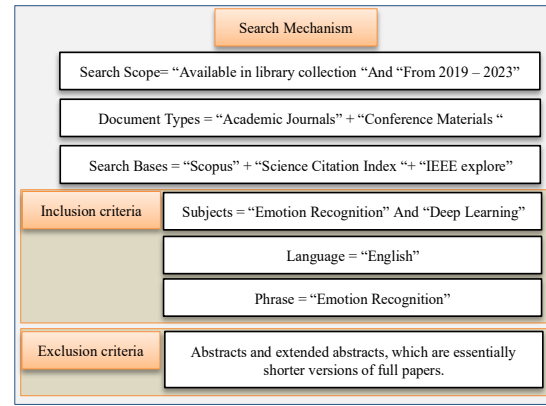 Search Mechanism
Search Scope= “Available in library collection “And “From 2019 – 2023”
Document Types = “Academic Journals” + “Conference Materials “
Search Bases = “Scopus” + “Science Citation Index “+ “IEEE explore”
Inclusion criteria
Subjects = “Emotion Recognition” And “Deep Learning”
Language = “English”
Phrase = “Emotion Recognition”
Exclusion criteria
Abstracts and extended abstracts, which are essentially
shorter versions of full papers.